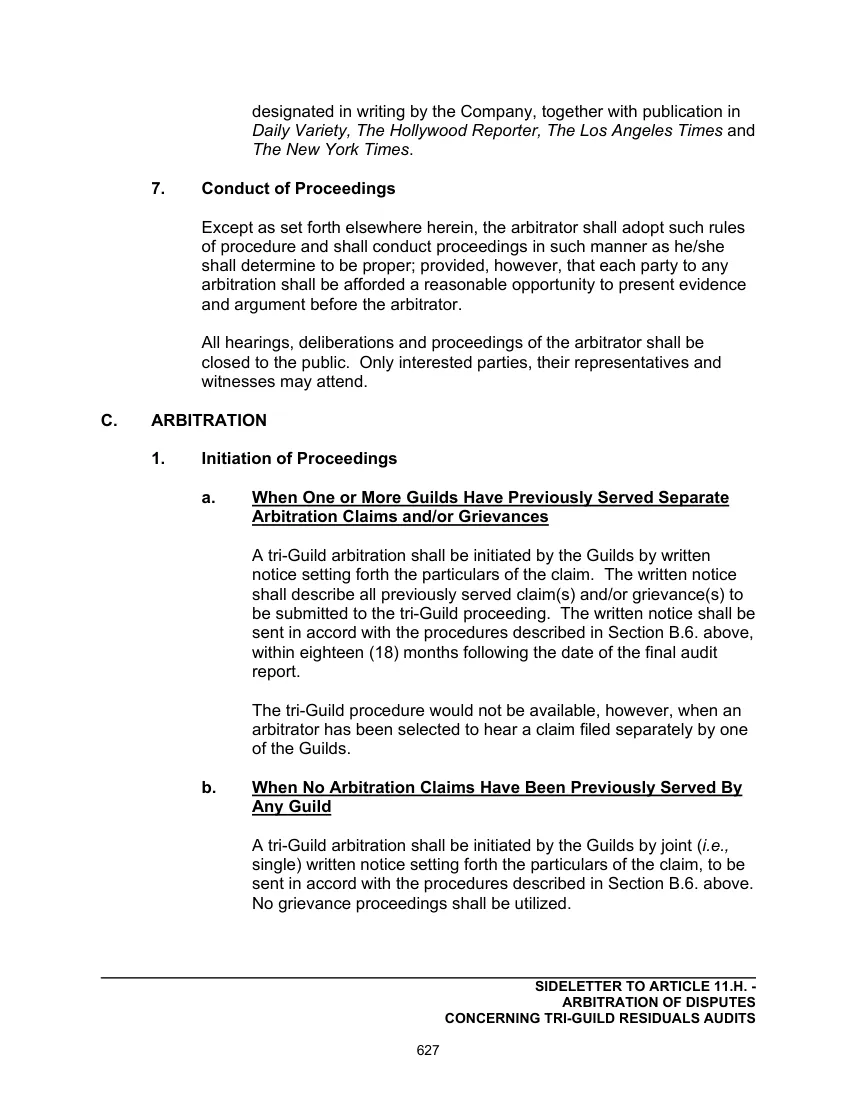 designated in writing by the Company, together with publication in
Daily Variety, The Hollywood Reporter, The Los Angeles Times and
The New York Times.
7. Conduct of Proceedings
Except as set forth elsewhere herein, the arbitrator shall adopt such rules
of procedure and shall conduct proceedings in such manner as he/she
shall determine to be proper; provided, however, that each party to any
arbitration shall be afforded a reasonable opportunity to present evidence
and argument before the arbitrator.
All hearings, deliberations and proceedings of the arbitrator shall be
closed to the public.  Only interested parties, their representatives and
witnesses may attend.
C. ARBITRATION
1. Initiation of Proceedings
a. When One or More Guilds Have Previously Served Separate
Arbitration Claims and/or Grievances
A tri-Guild arbitration shall be initiated by the Guilds by written
notice setting forth the particulars of the claim.  The written notice
shall describe all previously served claim(s) and/or grievance(s) to
be submitted to the tri-Guild proceeding.  The written notice shall be
sent in accord with the procedures described in Section B.6. above,
within eighteen (18) months following the date of the final audit
report.
The tri-Guild procedure would not be available, however, when an
arbitrator has been selected to hear a claim filed separately by one
of the Guilds.
b. When No Arbitration Claims Have Been Previously Served By
Any Guild
A tri-Guild arbitration shall be initiated by the Guilds by joint (i.e.,
single) written notice setting forth the particulars of the claim, to be
sent in accord with the procedures described in Section B.6. above.
No grievance proceedings shall be utilized.
SIDELETTER TO ARTICLE 11.H. -
ARBITRATION OF DISPUTES
CONCERNING TRI-GUILD RESIDUALS AUDITS
627